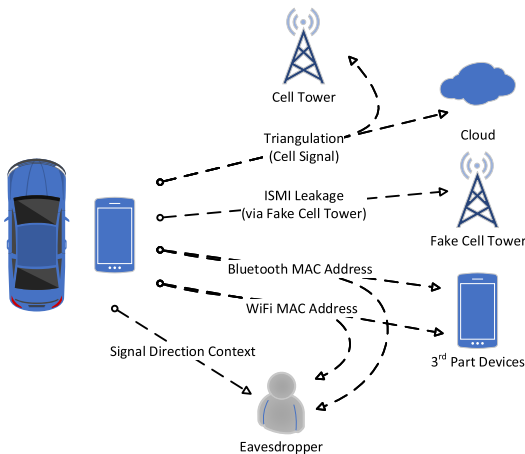 Cell Tower
Triangulation
(Cell Signal)
Cloud
ISMI Leakage
(via Fake Cell Tower)
Fake Cell Tower
Bluetooth MAC Address
WiFi MAC Address
Signal Direction Context
3rd Part Devices
Eavesdropper